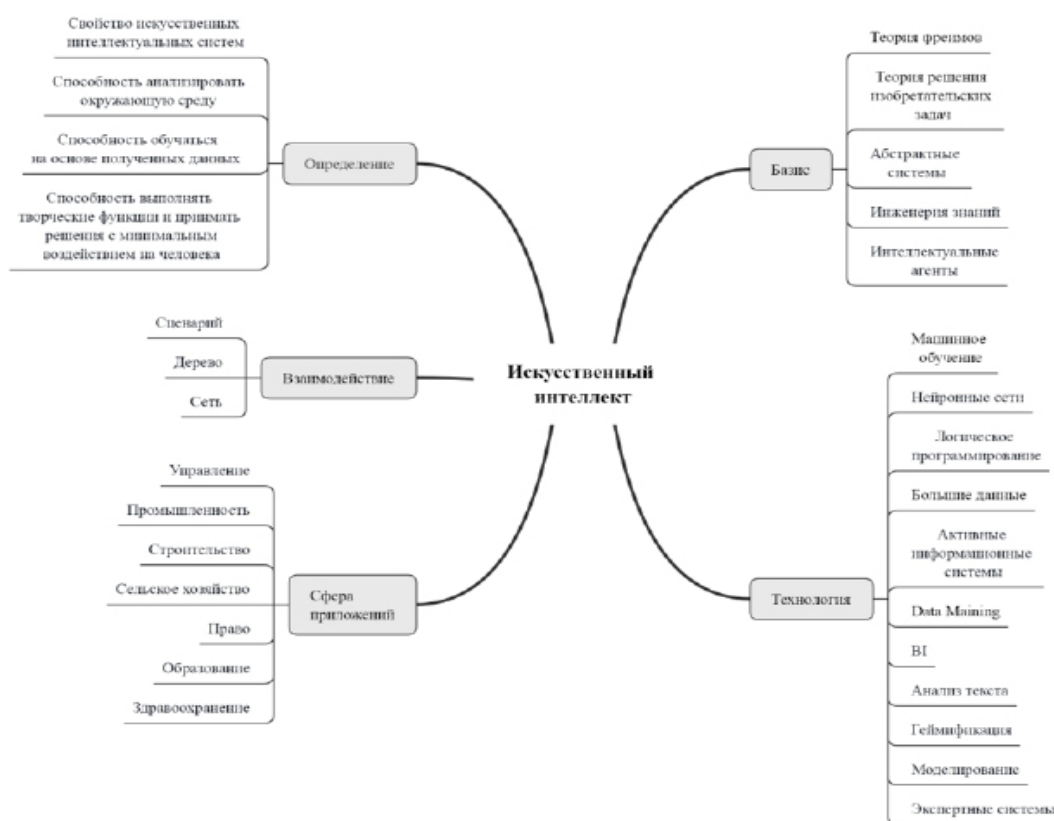 Свойство искусственных
интеллектуальных систем
Способность анализировать
окружающую среду
Способность обучаться
на основе полученных данных
Способность выполнять
творческие функции и принимать
решения с минимальным
воздействием на человека
Определение
Сценарий
Дерево
Сеть
Взаимодействие
Управление
Промышленность
Строительство
Сельское хозяйство
Право
Образование
Здравоохранение
Сфера
приложений
Искусственный
интеллект
Базис
Теория фреймов
Теория решения
изобретательских
задач
Абстрактные
системы
Инженерия знаний
Интеллектуальные
агенты
Технология
Машинное
обучение
Нейронные сети
Логическое
программирование
Большие данные
Активные
информационные
системы
Data Maining
BI
Анализ текста
Геймификация
Моделирование
Экспертные системы